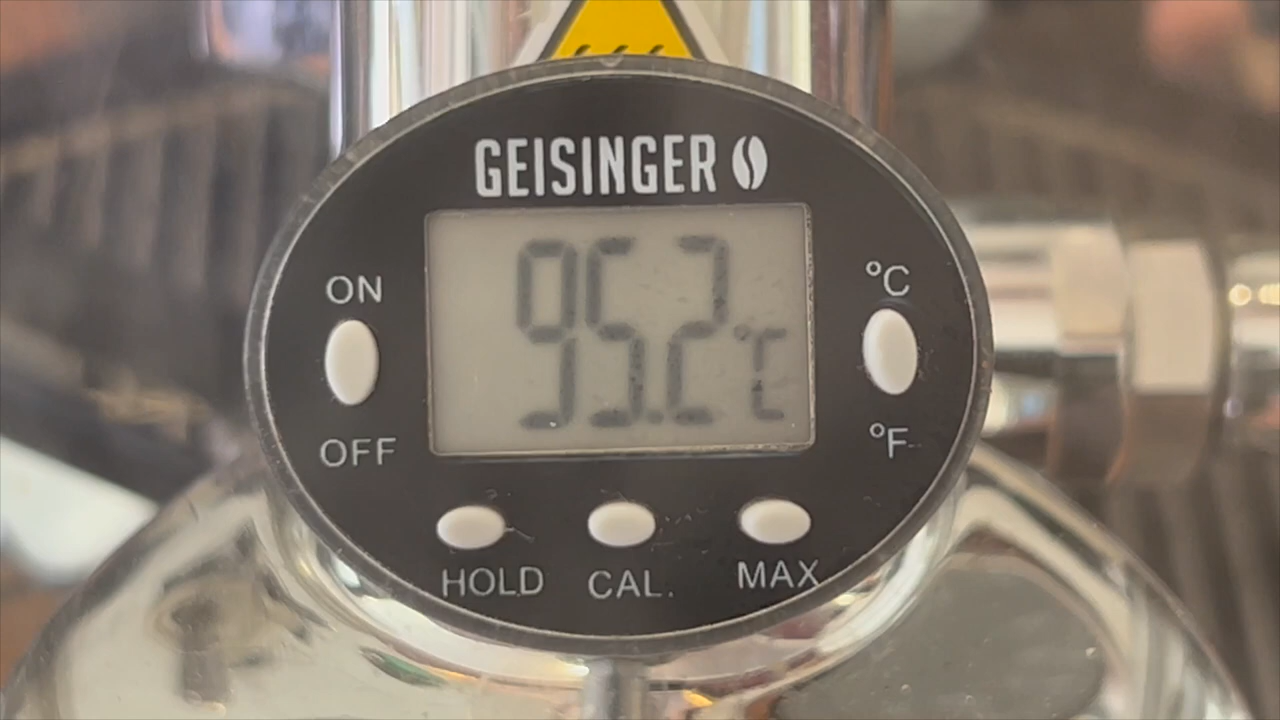 GEISINGER
ON
°C
95.2°C
OFF
°F
HOLD
CAL.
MAX